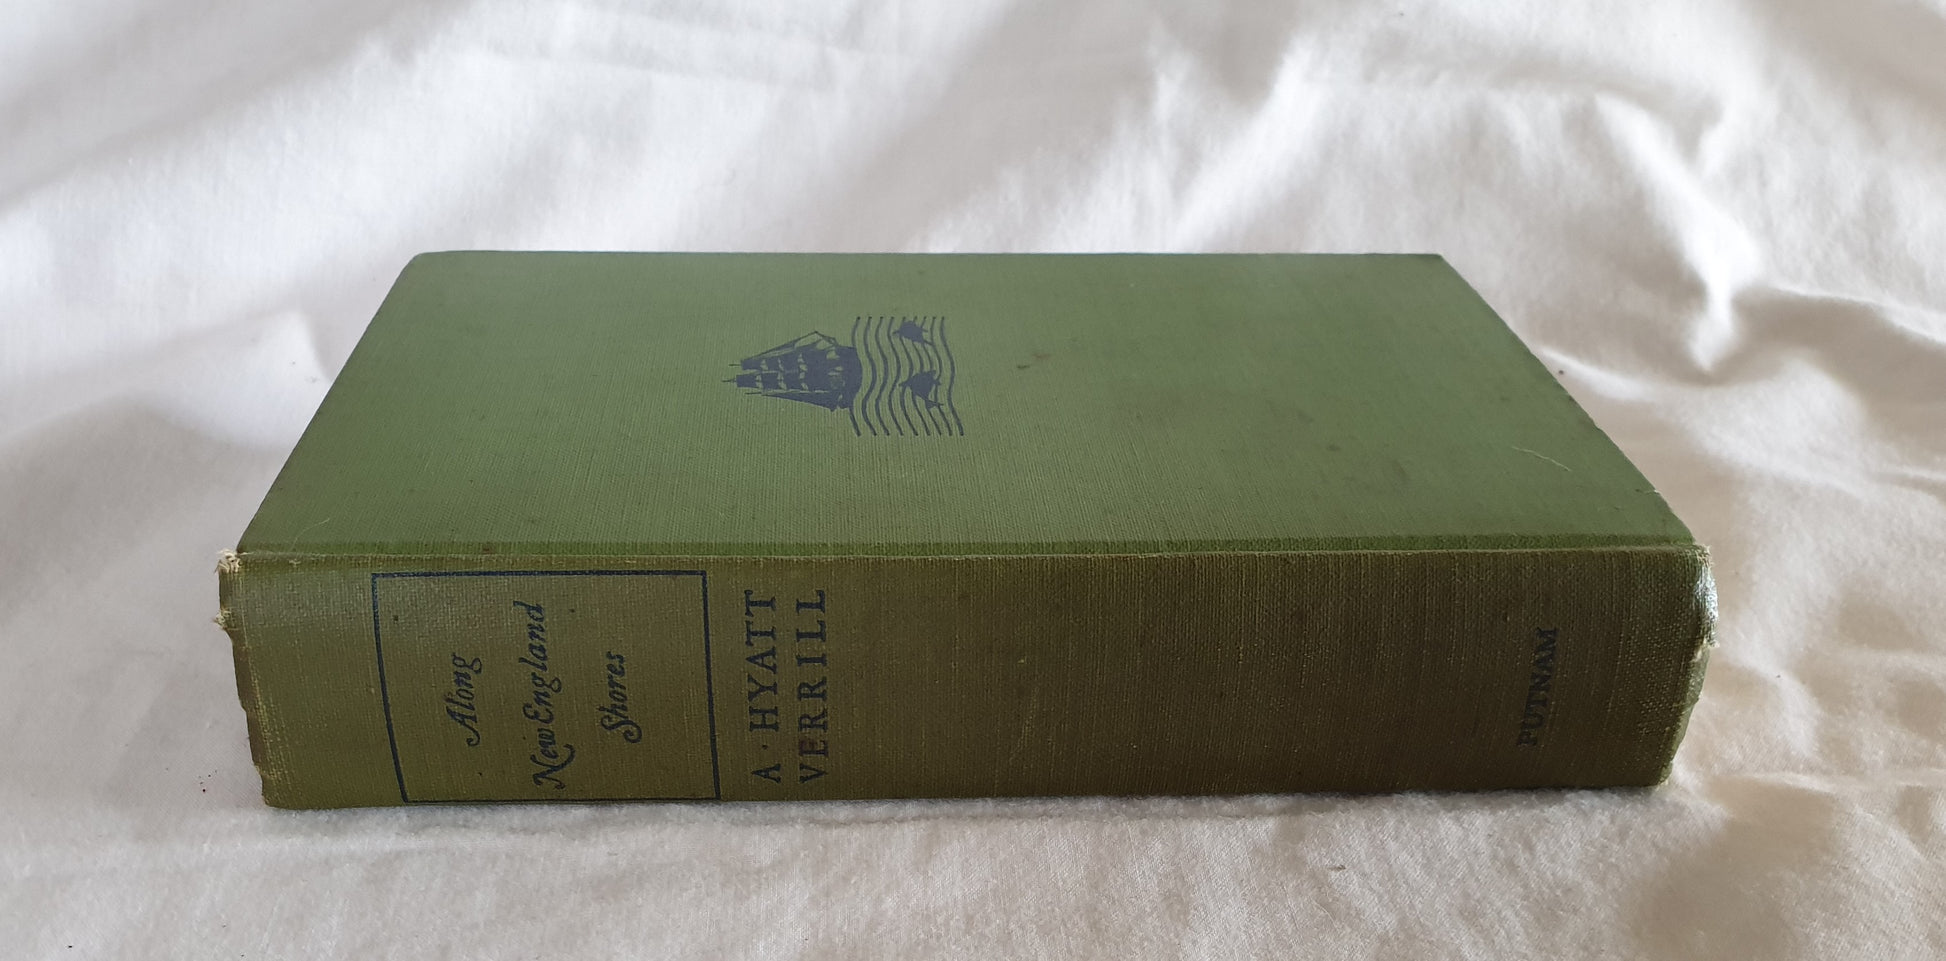 Along
New England
Shores
A·HYATT
VERRILL
PUTNAM